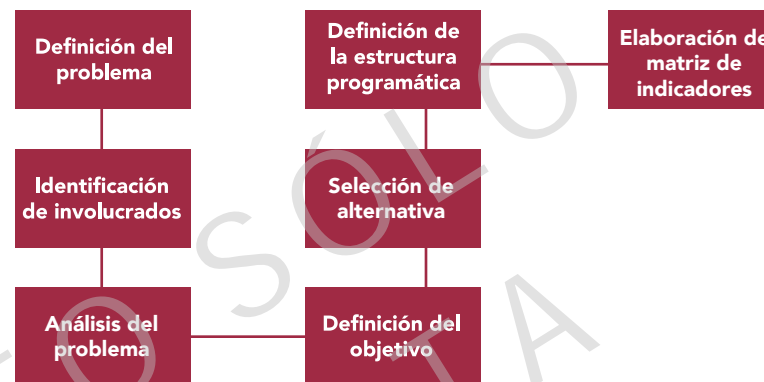 Definición del
problema
Identificación
de involucrados
Análisis del
problema
Definición del
objetivo
Selección de
alternativa
Definición de
la estructura
programática
Elaboración de
matriz de
indicadores
SÓLO
TA